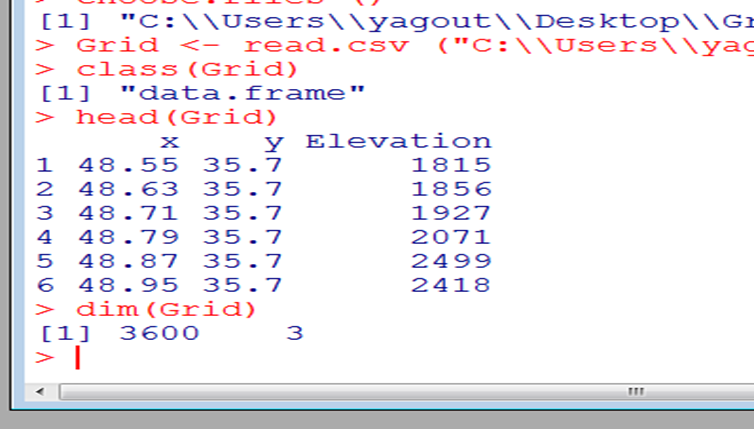 > choose.files ()
[1] "C:\\Users\\yagout\\Desktop\\Gr
> Grid <- read.csv ("C:\\Users\\yag
> class(Grid)
[1] "data.frame"
> head(Grid)
x y Elevation
1 48.55 35.7 1815
2 48.63 35.7 1856
3 48.71 35.7 1927
4 48.79 35.7 2071
5 48.87 35.7 2499
6 48.95 35.7 2418
> dim(Grid)
[1] 3600 3
>